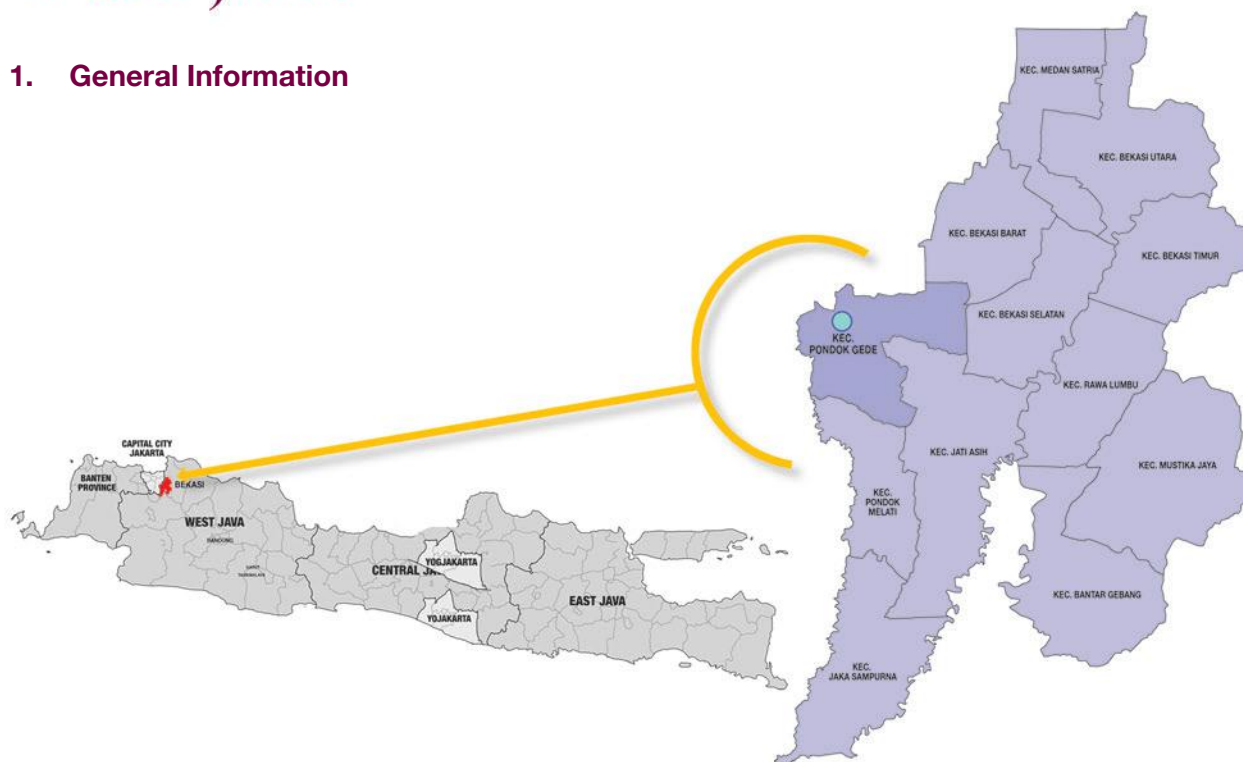 1. General Information
KEC. MEDAN SATRIA
KEC. BEKASI UTARA
KEC. BEKASI BARAT
KEC. BEKASI TIMUR
KEC. BEKASI SELATAN
KEC.
PONDOK GEDE
KEC. RAWA LUMBU
KEC. JATI ASIH
KEC. MUSTIKA JAYA
KEC.
PONDOK
MELATI
KEC. BANTAR GEBANG
KEC.
JAKA SAMPURNA
CAPITAL CITY
JAKARTA
BANTEN
PROVINCE
BEKASI
WEST JAVA
BANDUNG
CENTRAL
YOGJAKARTA
EAST JAVA
YOJAKARTA